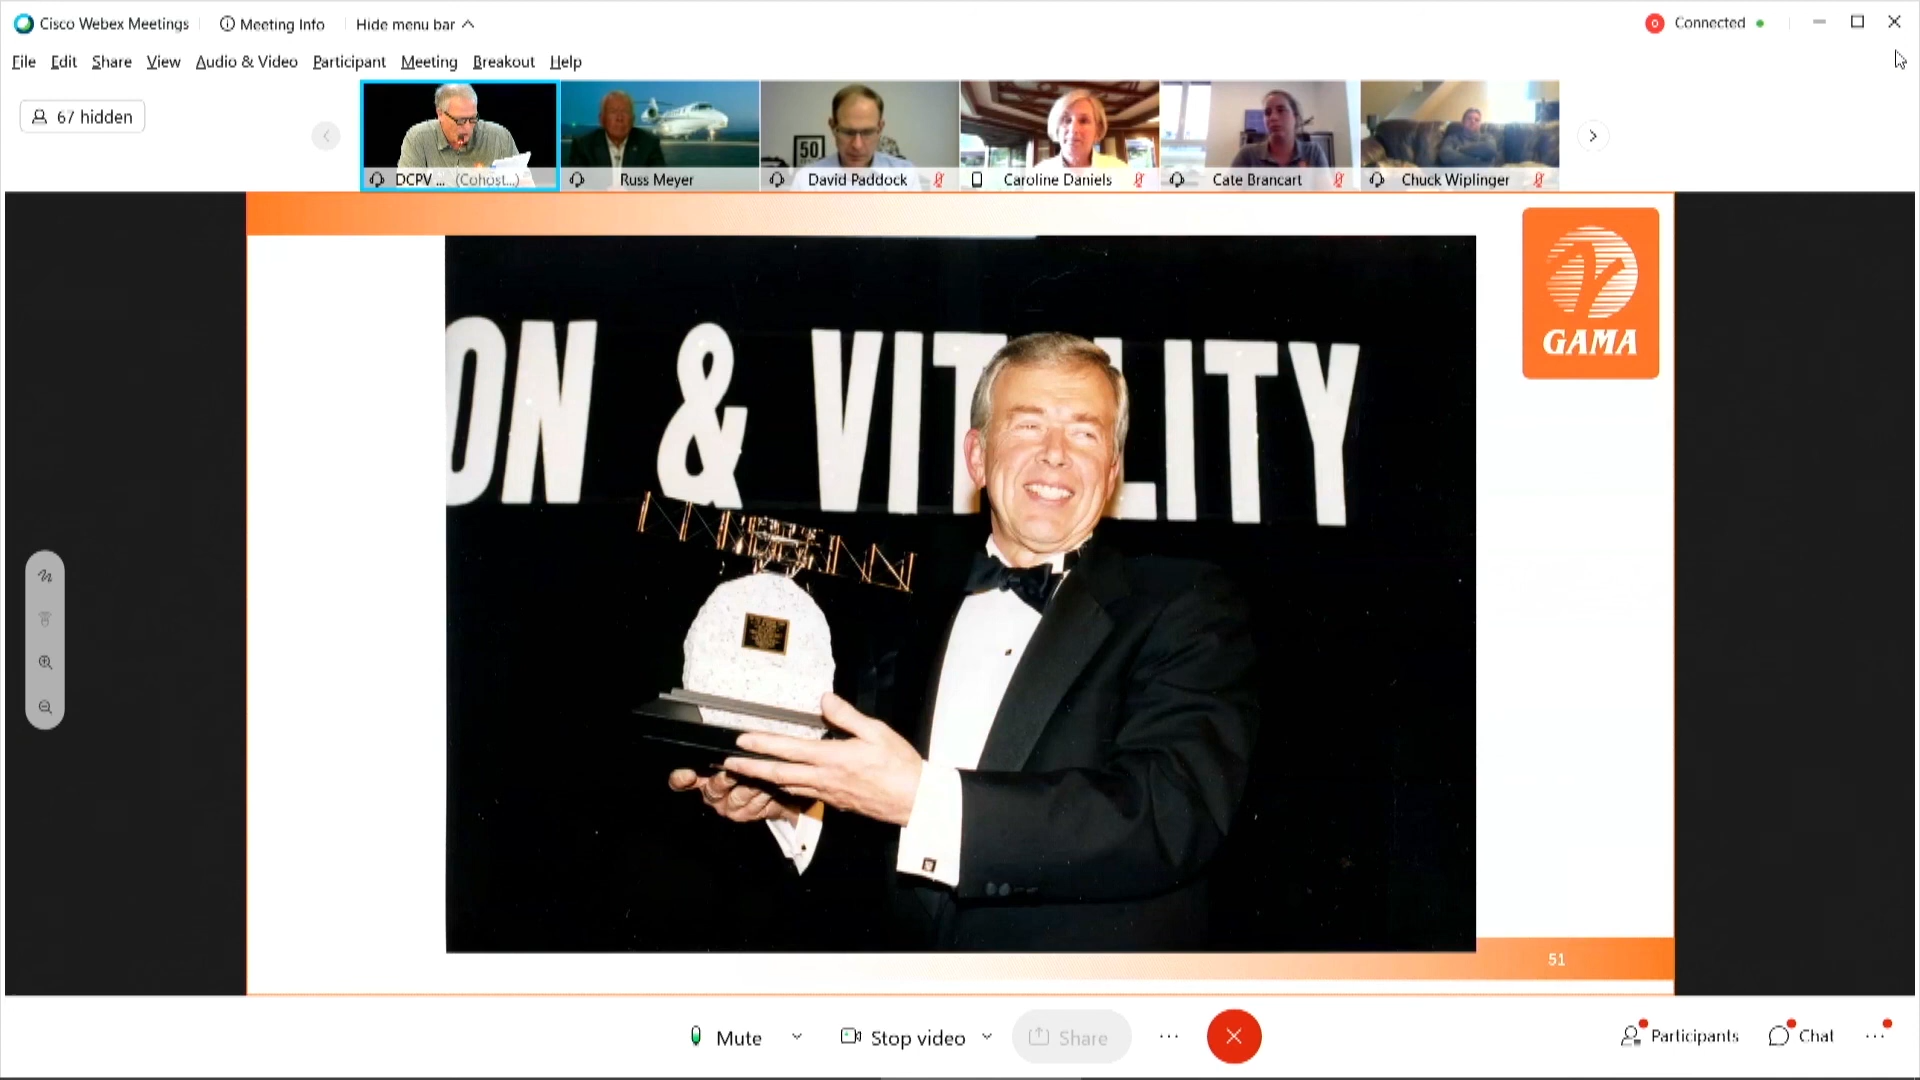 Cisco Webex Meetings
Meeting Info
Hide menu bar
Connected
File Edit Share View Audio & Video Participant Meeting Breakout Help
67 hidden
50
DCPV ... (Cohost...)
Russ Meyer
David Paddock
Caroline Daniels
Cate Brancart
Chuck Wiplinger
GAMA
ON & VITALITY
51
Mute
Stop video
Share
Participants
Chat